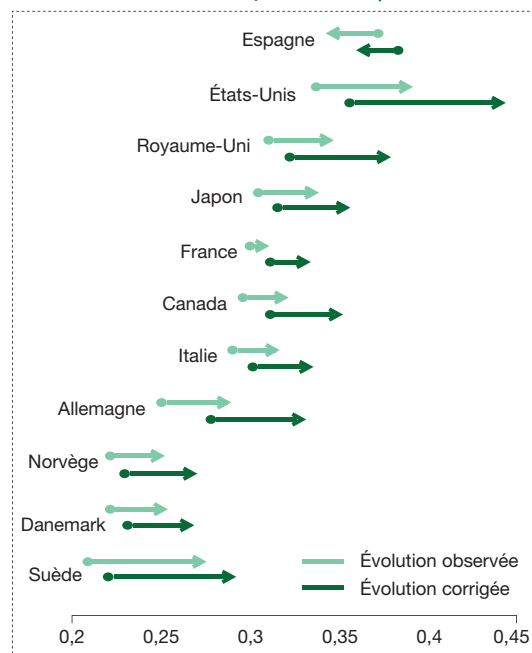 Espagne
États-Unis
Royaume-Uni
Japon
France
Canada
Italie
Allemagne
Norvège
Danemark
Suède
Évolution observée
Évolution corrigée
0,2 0,25 0,3 0,35 0,4 0,45